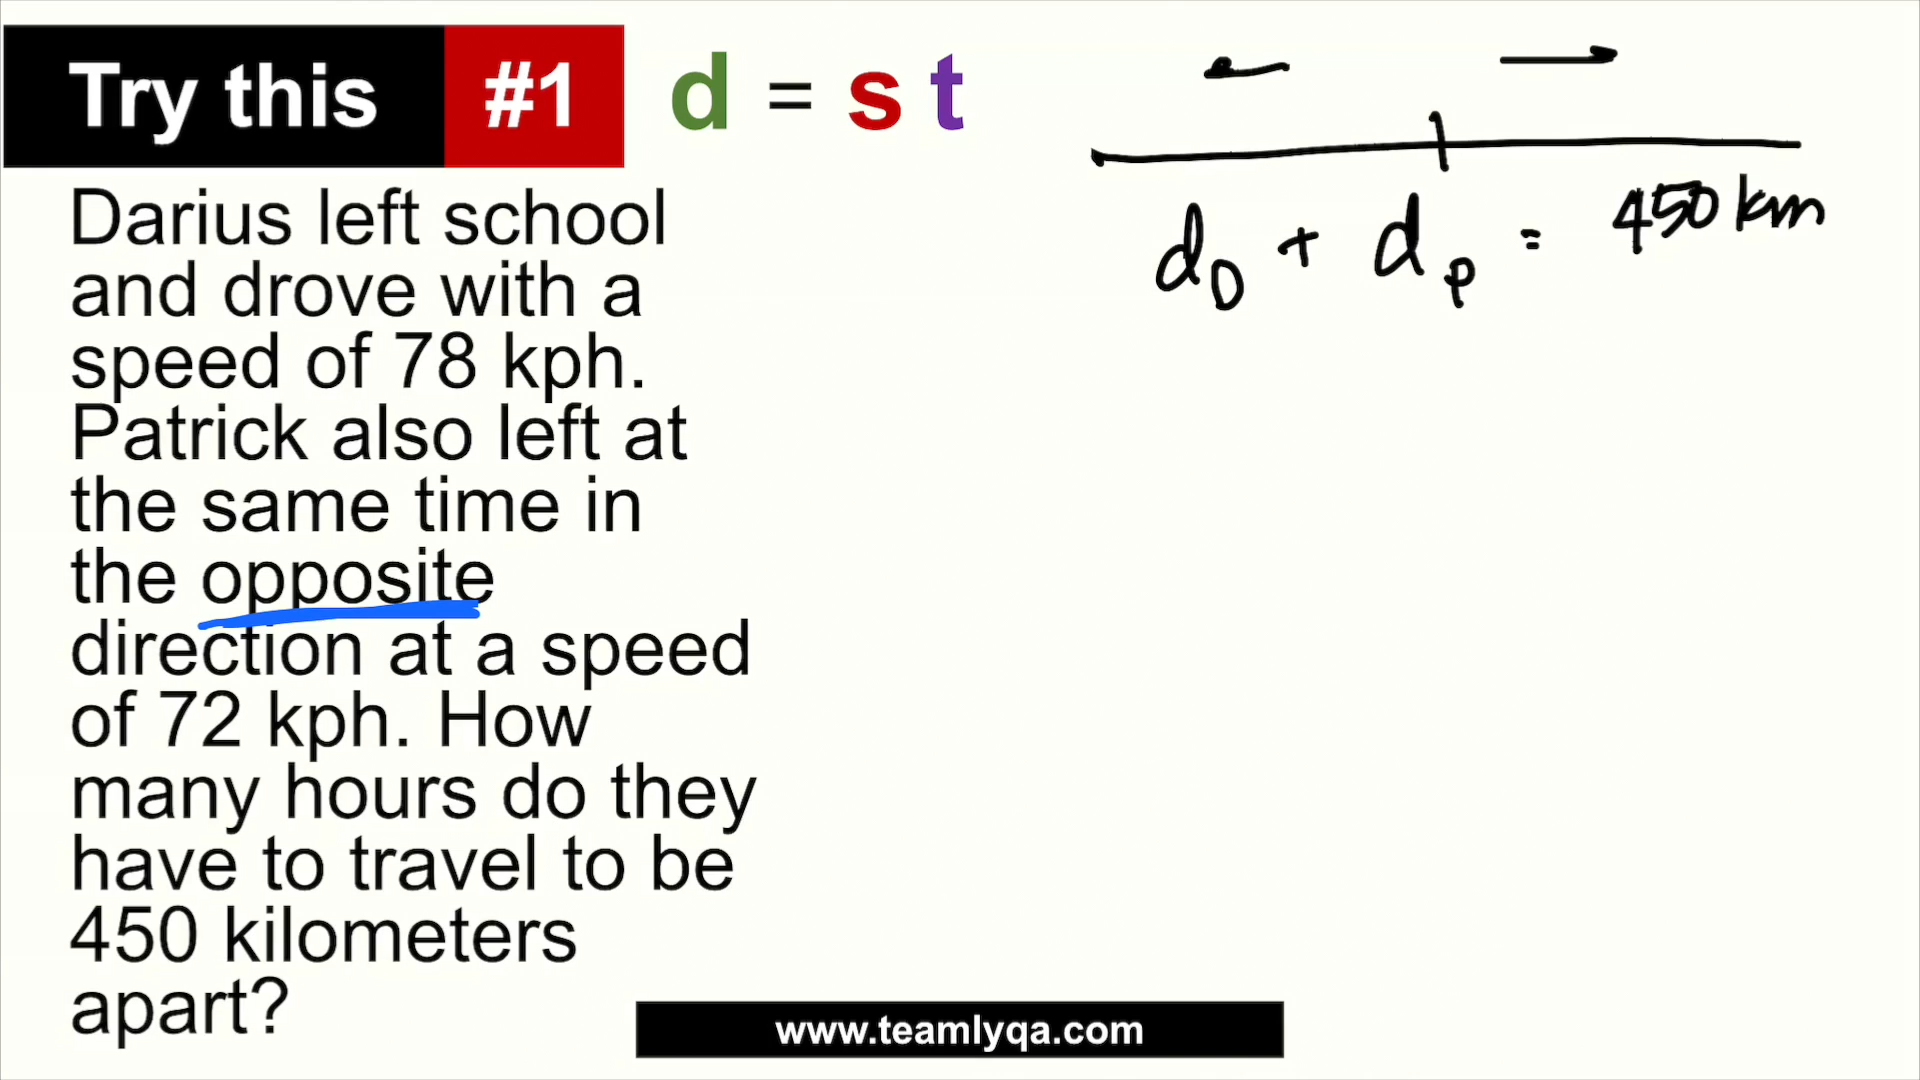 Try this #1 d = s t
d_D + d_P = 450 km
Darius left school
and drove with a
speed of 78 kph.
Patrick also left at
the same time in
the opposite
direction at a speed
of 72 kph. How
many hours do they
have to travel to be
450 kilometers
apart?
www.teamlyqa.com